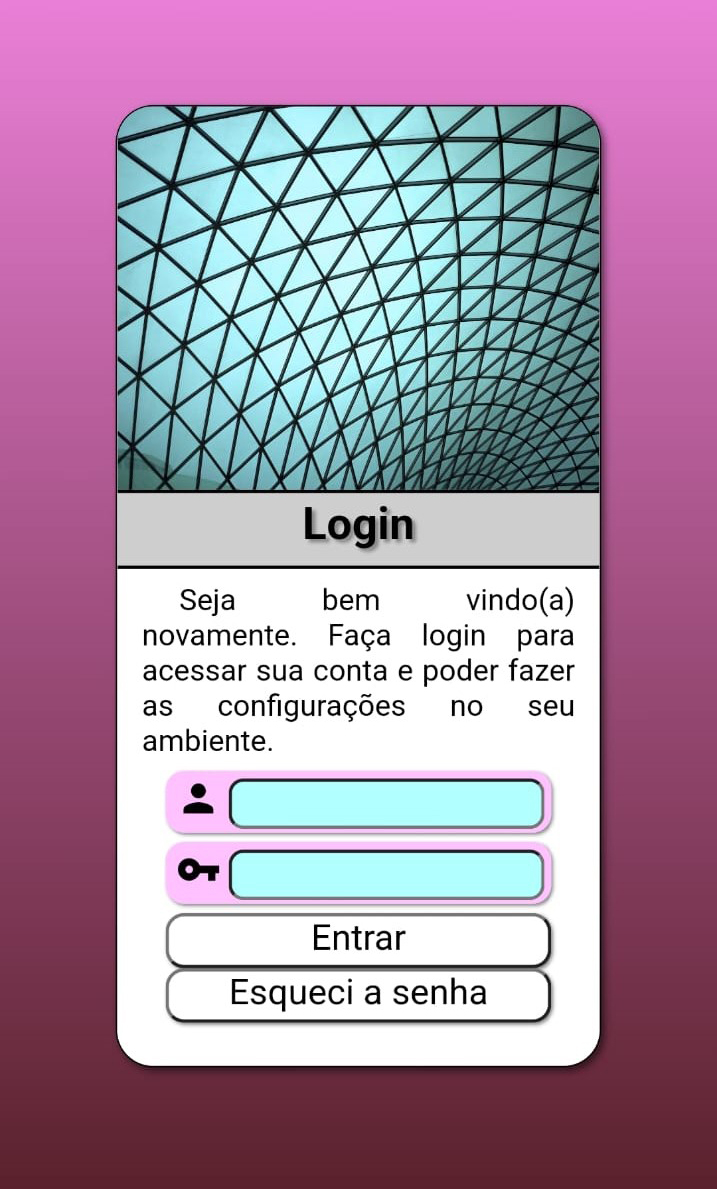 Login
Seja bem vindo(a)
novamente. Faça login para
acessar sua conta e poder fazer
as configurações no seu
ambiente.
Entrar
Esqueci a senha